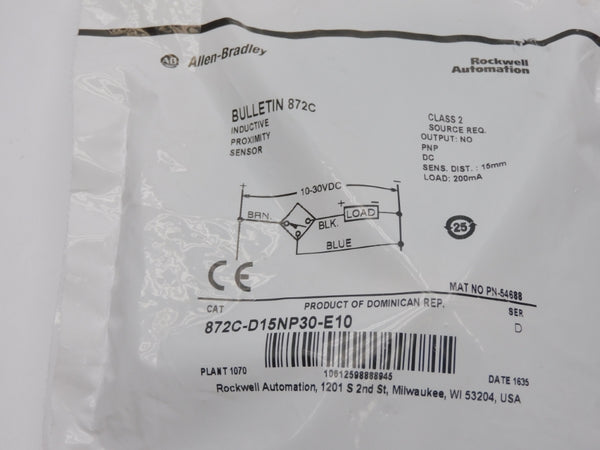 AB Allen-Bradley
Rockwell
Automation
BULLETIN 872C
INDUCTIVE
PROXIMITY
SENSOR
CLASS 2
SOURCE REQ.
OUTPUT: NO
PNP
DC
SENS. DIST. : 15mm
LOAD: 200mA
+ 10-30VDC −
BRN. + LOAD −
BLK.
BLUE
25
CE
MAT NO PN-54688
CAT PRODUCT OF DOMINICAN REP. SER
872C-D15NP30-E10 D
PLANT 1070 10612598888945 DATE 1635
Rockwell Automation, 1201 S 2nd St, Milwaukee, WI 53204, USA